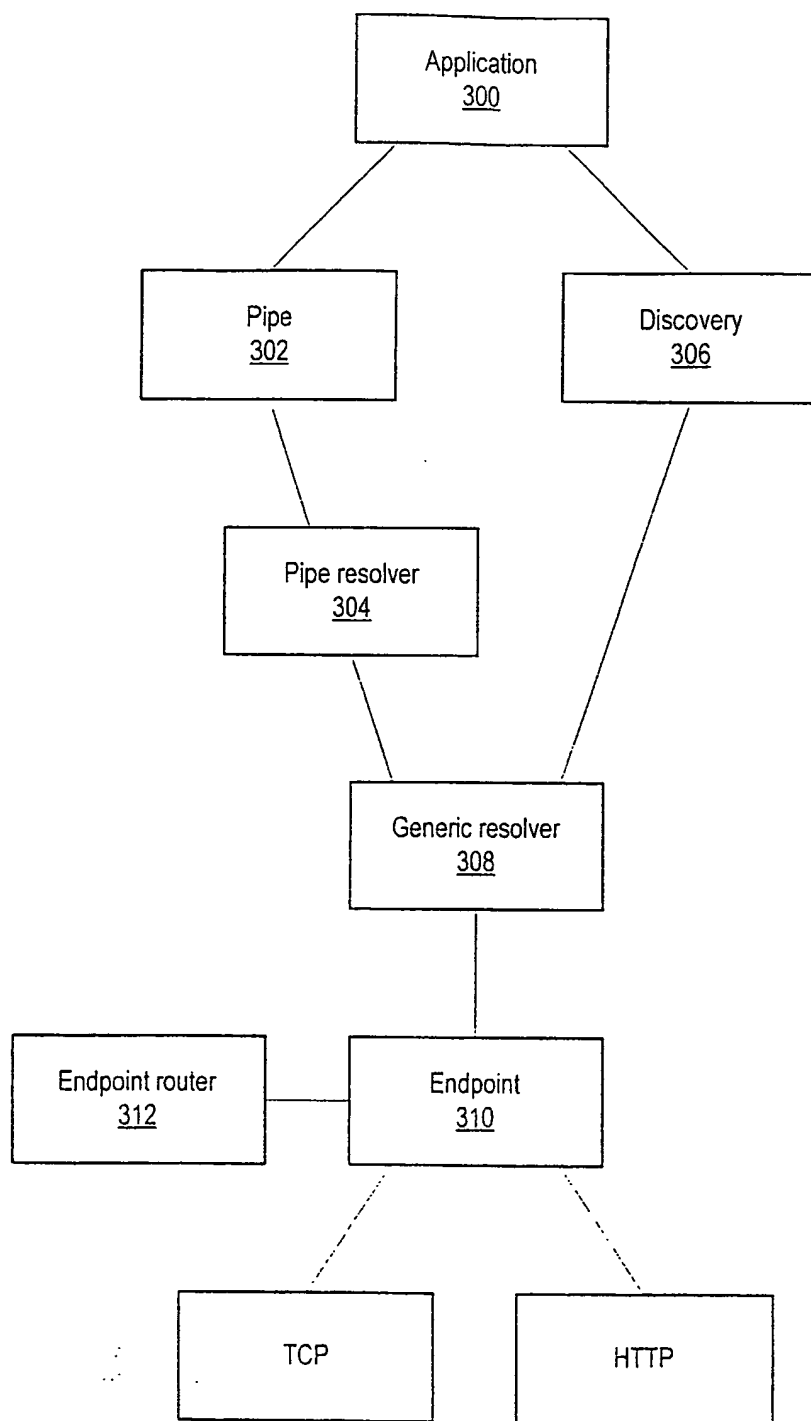 Application
300
Pipe
302
Discovery
306
Pipe resolver
304
Generic resolver
308
Endpoint router
312
Endpoint
310
TCP
HTTP